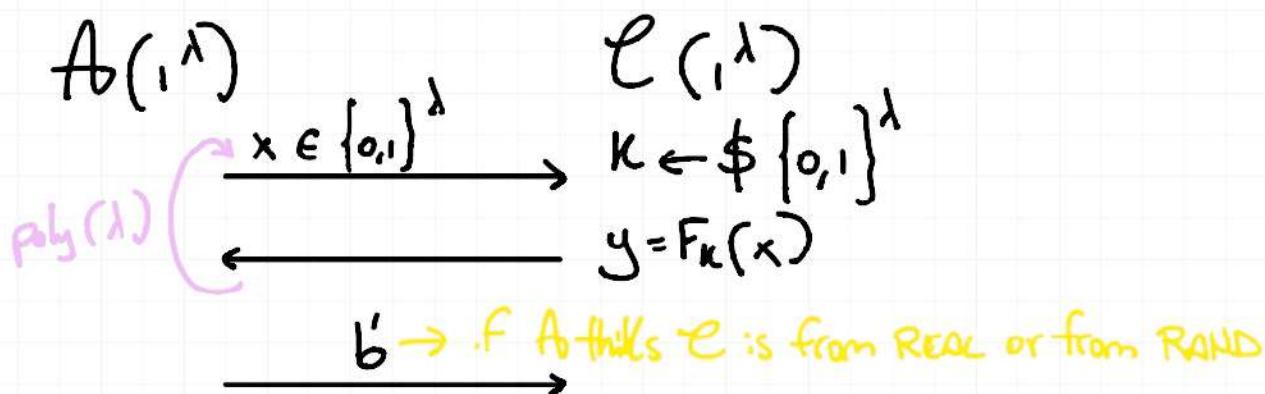 A(1^λ) C(1^λ)
x ∈ {0,1}^λ K ←$ {0,1}^λ
poly(λ)
y = F_K(x)
b' → if A thinks C is from REAL or from RAND